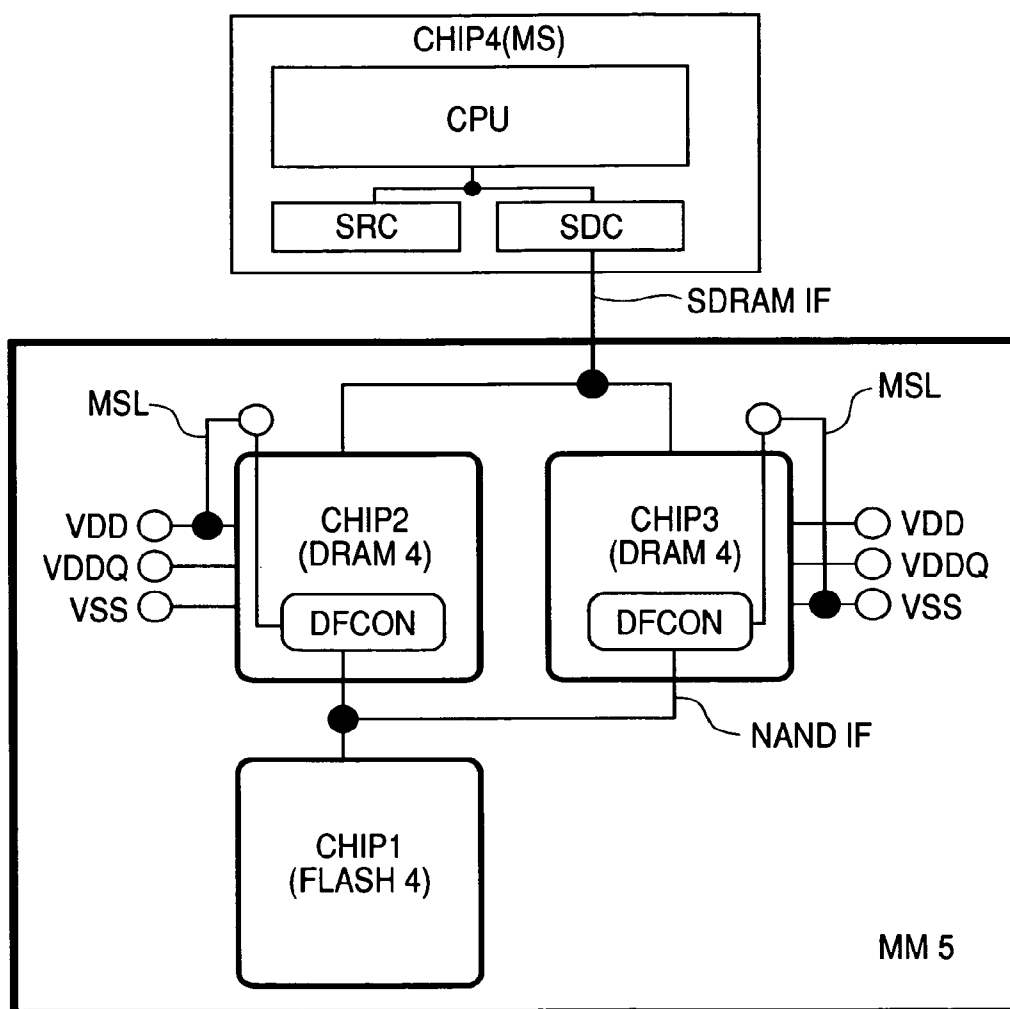 CHIP4(MS)
CPU
SRC
SDC
SDRAM IF
MSL
MSL
CHIP2
(DRAM 4)
CHIP3
(DRAM 4)
VDD
VDDQ
VSS
VDD
VDDQ
VSS
DFCON
DFCON
NAND IF
CHIP1
(FLASH 4)
MM 5